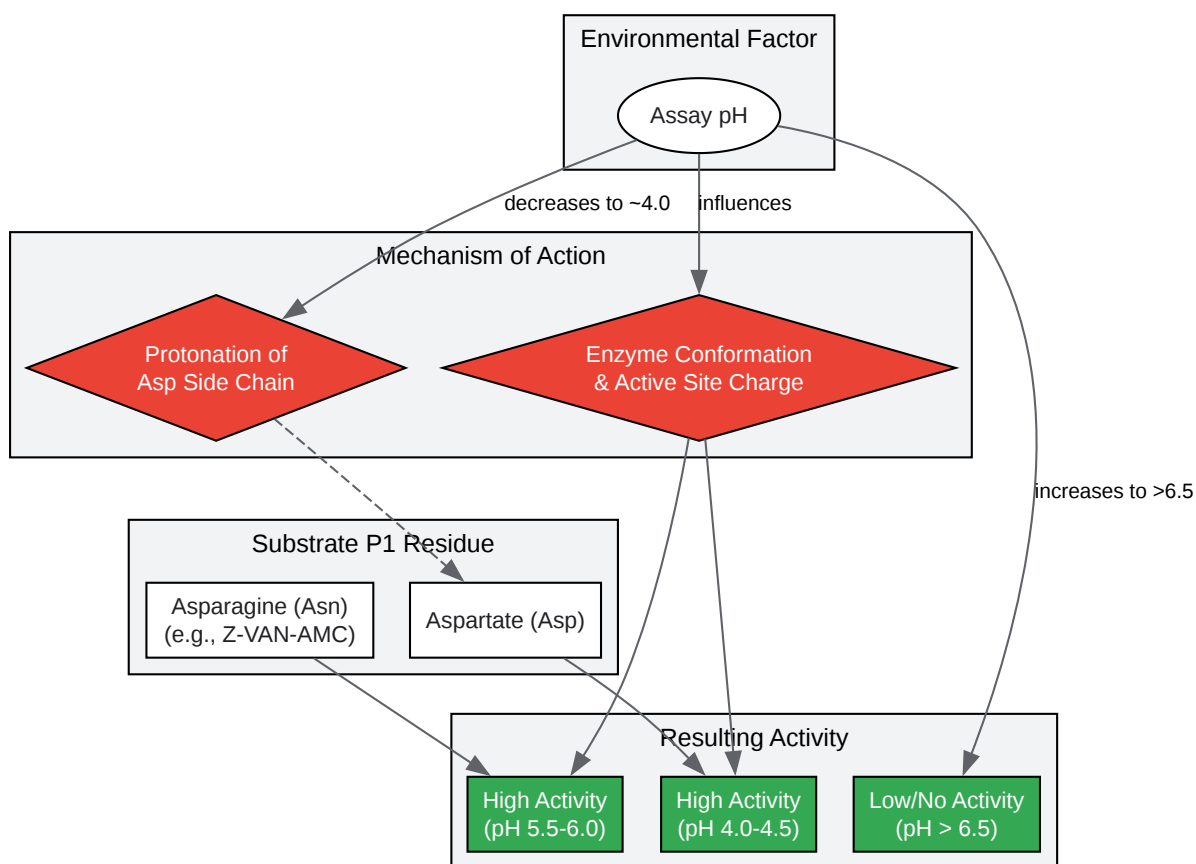 Environmental Factor
Assay pH
decreases to ~4.0
influences
Mechanism of Action
Protonation of
Asp Side Chain
Enzyme Conformation
& Active Site Charge
increases to >6.5
Substrate P1 Residue
Asparagine (Asn)
(e.g., Z-VAN-AMC)
Aspartate (Asp)
Resulting Activity
High Activity
(pH 5.5-6.0)
High Activity
(pH 4.0-4.5)
Low/No Activity
(pH > 6.5)